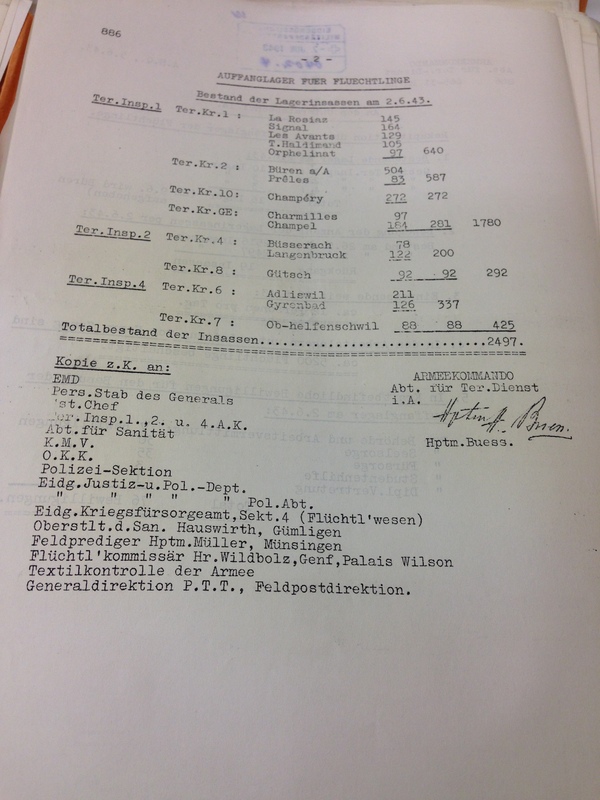 886
- 2 -
AUFFANGLAGER FUER FLUECHTLINGE
Bestand der Lagerinsassen am 2.6.43.
Ter.Insp.1 Ter.Kr.1 : La Rosiaz 145
Signal 164
Les Avants 129
T.Haldimand 105
Orphelinat 97 640
Ter.Kr.2 : Büren a/A 504
Prêles 83 587
Ter.Kr.10: Champéry 272 272
Ter.Kr.GE: Charmilles 97
Champel 184 281 1780
Ter.Insp.2 Ter.Kr.4 : Büsserach 78
Langenbruck 122 200
Ter.Kr.8 : Gütsch 92 92 292
Ter.Insp.4 Ter.Kr.6 : Adliswil 211
Gyrenbad 126 337
Ter.Kr.7 : Ob-helfenschwil 88 88 425
Totalbestand der Insassen..............................2497.
Kopie z.K. an:
EMD
Pers.Stab des Generals
'st.Chef
Ter.Insp.1.,2. u. 4.A.K.
Abt.für Sanität
K.M.V.
O.K.K.
Polizei-Sektion
Eidg.Justiz-u.Pol.-Dept.
" " " " " Pol.Abt.
Eidg.Kriegsfürsorgeamt,Sekt.4 (Flüchtl'wesen)
Oberstlt.d.San. Hauswirth, Gümligen
Feldprediger Hptm.Müller, Münsingen
Flüchtl'kommissär Hr.Wildbolz,Genf,Palais Wilson
Textilkontrolle der Armee
Generaldirektion P.T.T., Feldpostdirektion.
ARMEEKOMMANDO
Abt. für Ter.Dienst
i.A.
Hptm.Buess.